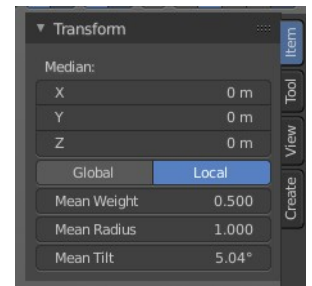 Transform
Median:
X 0 m
Y 0 m
Z 0 m
Global Local
Mean Weight 0.500
Mean Radius 1.000
Mean Tilt 5.04°
Item
Tool
View
Create